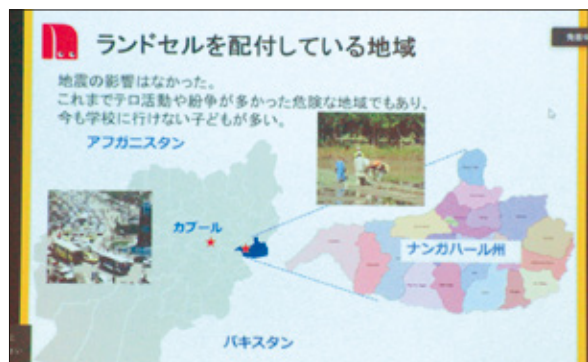 ランドセルを配付している地域
地震の影響はなかった。
これまでテロ活動や紛争が多かった危険な地域でもあり、
今も学校に行けない子どもが多い。
アフガニスタン
カブール
ナンガハール州
パキスタン